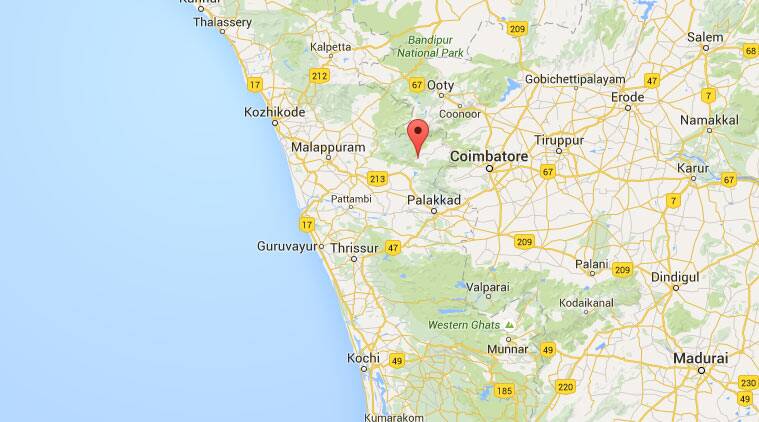 Kannur
Thalassery
Bandipur
National Park
Kalpetta
209
Salem
68
17
212
67
Ooty
Gobichettipalayam
47
7
Erode
Kozhikode
Coonoor
Namakkal
Malappuram
Tiruppur
Coimbatore
67
Karur
67
213
Pattambi
Palakkad
7
17
Guruvayur
Thrissur
47
209
Palani
209
Dindigul
Valparai
Kodaikanal
Western Ghats
Munnar
49
Kochi
49
Madurai
185
220
230
49
Kumarakom